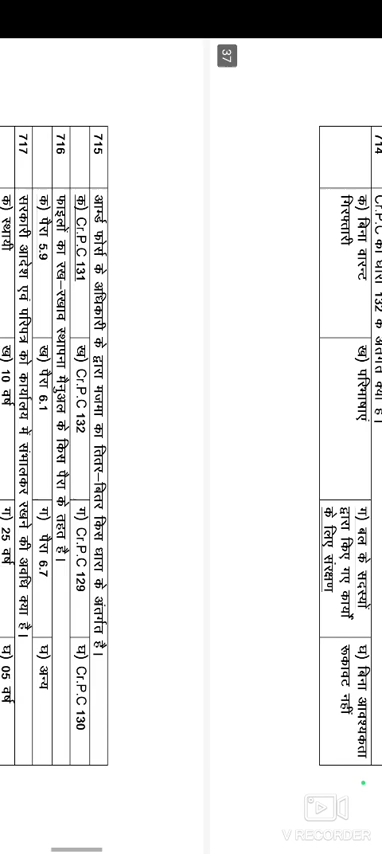 714
Cr.P.C की धारा 132 के अंतर्गत क्या है।
क) बिना वारन्ट
गिरफ्तारी
ख) परिभाषाएं
ग) बल के सदस्यों
द्वारा किए गए कार्यों
के लिए संरक्षण
घ) बिना आवश्यकता
रूकावट नहीं
37
715
आर्म्ड फोर्स के अधिकारी के द्वारा मजमा का तितर–बितर किस धारा के अंतर्गत है।
क) Cr.P.C 131
ख) Cr.P.C 132
ग) Cr.P.C 129
घ) Cr.P.C 130
716
फाइलों का रख–रखाव स्थापना मैनुअल के किस पैरा के तहत है।
क) पैरा 5.9
ख) पैरा 6.1
ग) पैरा 6.7
घ) अन्य
717
सरकारी आदेश एवं परिपत्र को कार्यालय में संभालकर रखने की अवधि क्या है।
क) स्थायी
ख) 10 वर्ष
ग) 25 वर्ष
घ) 05 वर्ष
V RECORDER